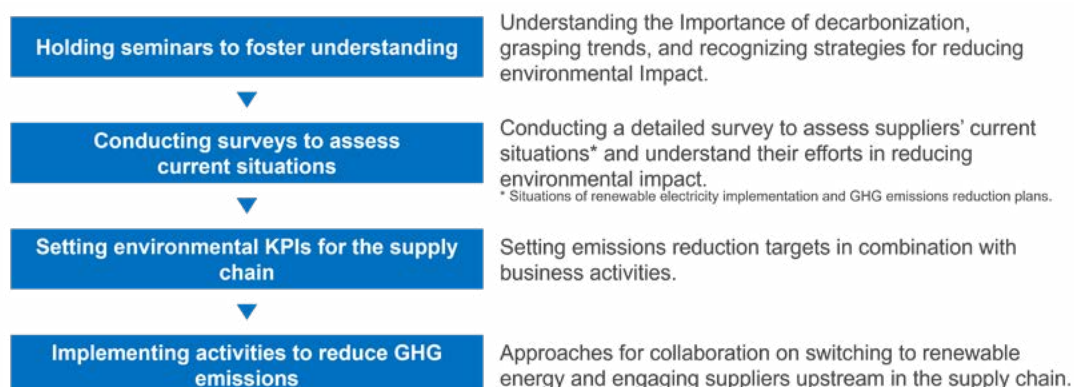 Holding seminars to foster understanding
Understanding the Importance of decarbonization,
grasping trends, and recognizing strategies for reducing
environmental Impact.
Conducting surveys to assess
current situations
Conducting a detailed survey to assess suppliers' current
situations* and understand their efforts in reducing
environmental impact.
* Situations of renewable electricity implementation and GHG emissions reduction plans.
Setting environmental KPIs for the supply
chain
Setting emissions reduction targets in combination with
business activities.
Implementing activities to reduce GHG
emissions
Approaches for collaboration on switching to renewable
energy and engaging suppliers upstream in the supply chain.